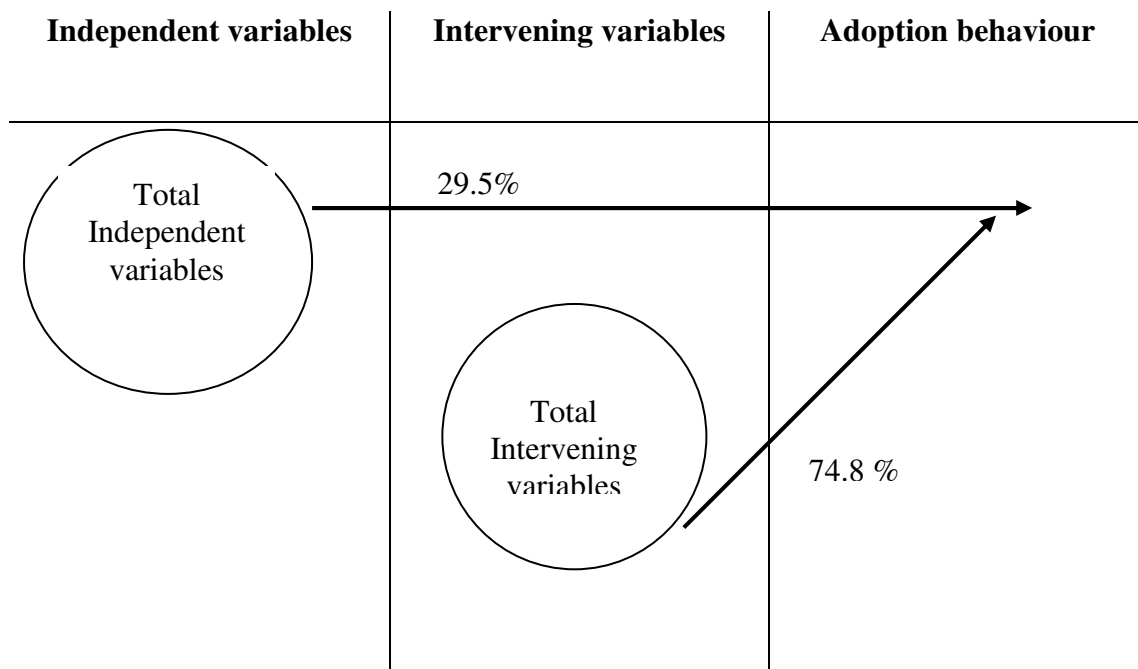 Independent variables
Intervening variables
Adoption behaviour
Total
Independent
variables
29.5%
Total
Intervening
variables
74.8 %